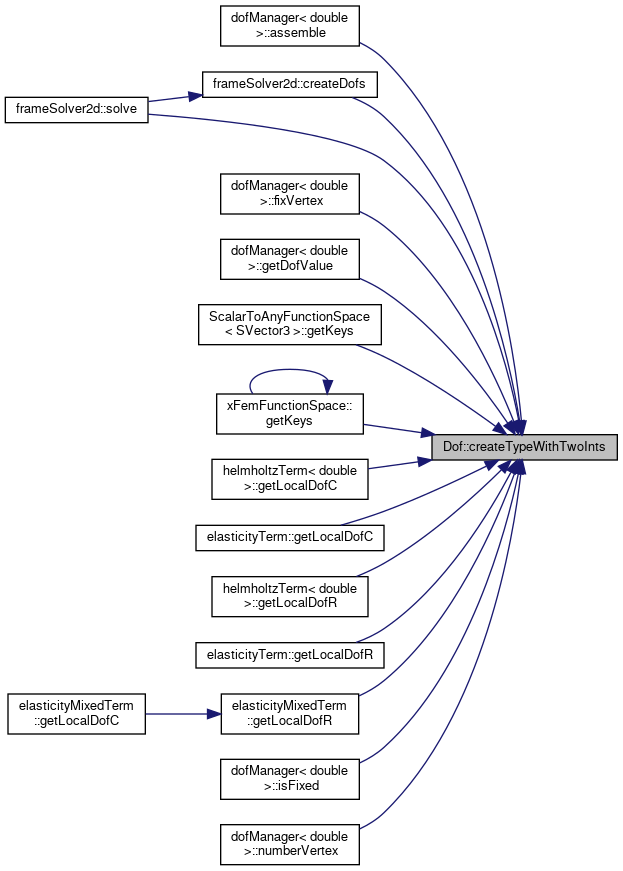 dofManager< double
>::assemble
frameSolver2d::createDofs
frameSolver2d::solve
dofManager< double
>::fixVertex
dofManager< double
>::getDofValue
ScalarToAnyFunctionSpace
< SVector3 >::getKeys
xFemFunctionSpace::
getKeys
Dof::createTypeWithTwoInts
helmholtzTerm< double
>::getLocalDofC
elasticityTerm::getLocalDofC
helmholtzTerm< double
>::getLocalDofR
elasticityTerm::getLocalDofR
elasticityMixedTerm
::getLocalDofC
elasticityMixedTerm
::getLocalDofR
dofManager< double
>::isFixed
dofManager< double
>::numberVertex